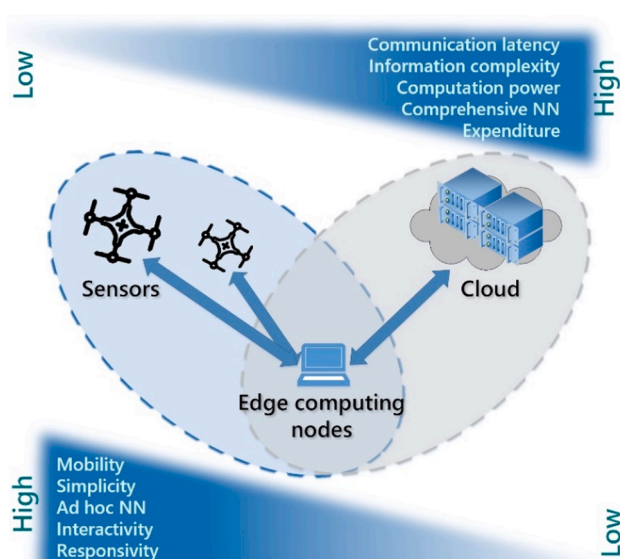 Low
Communication latency
Information complexity
Computation power
Comprehensive NN
Expenditure
High
Sensors
Cloud
Edge computing
nodes
High
Mobility
Simplicity
Ad hoc NN
Interactivity
Responsivity
Low